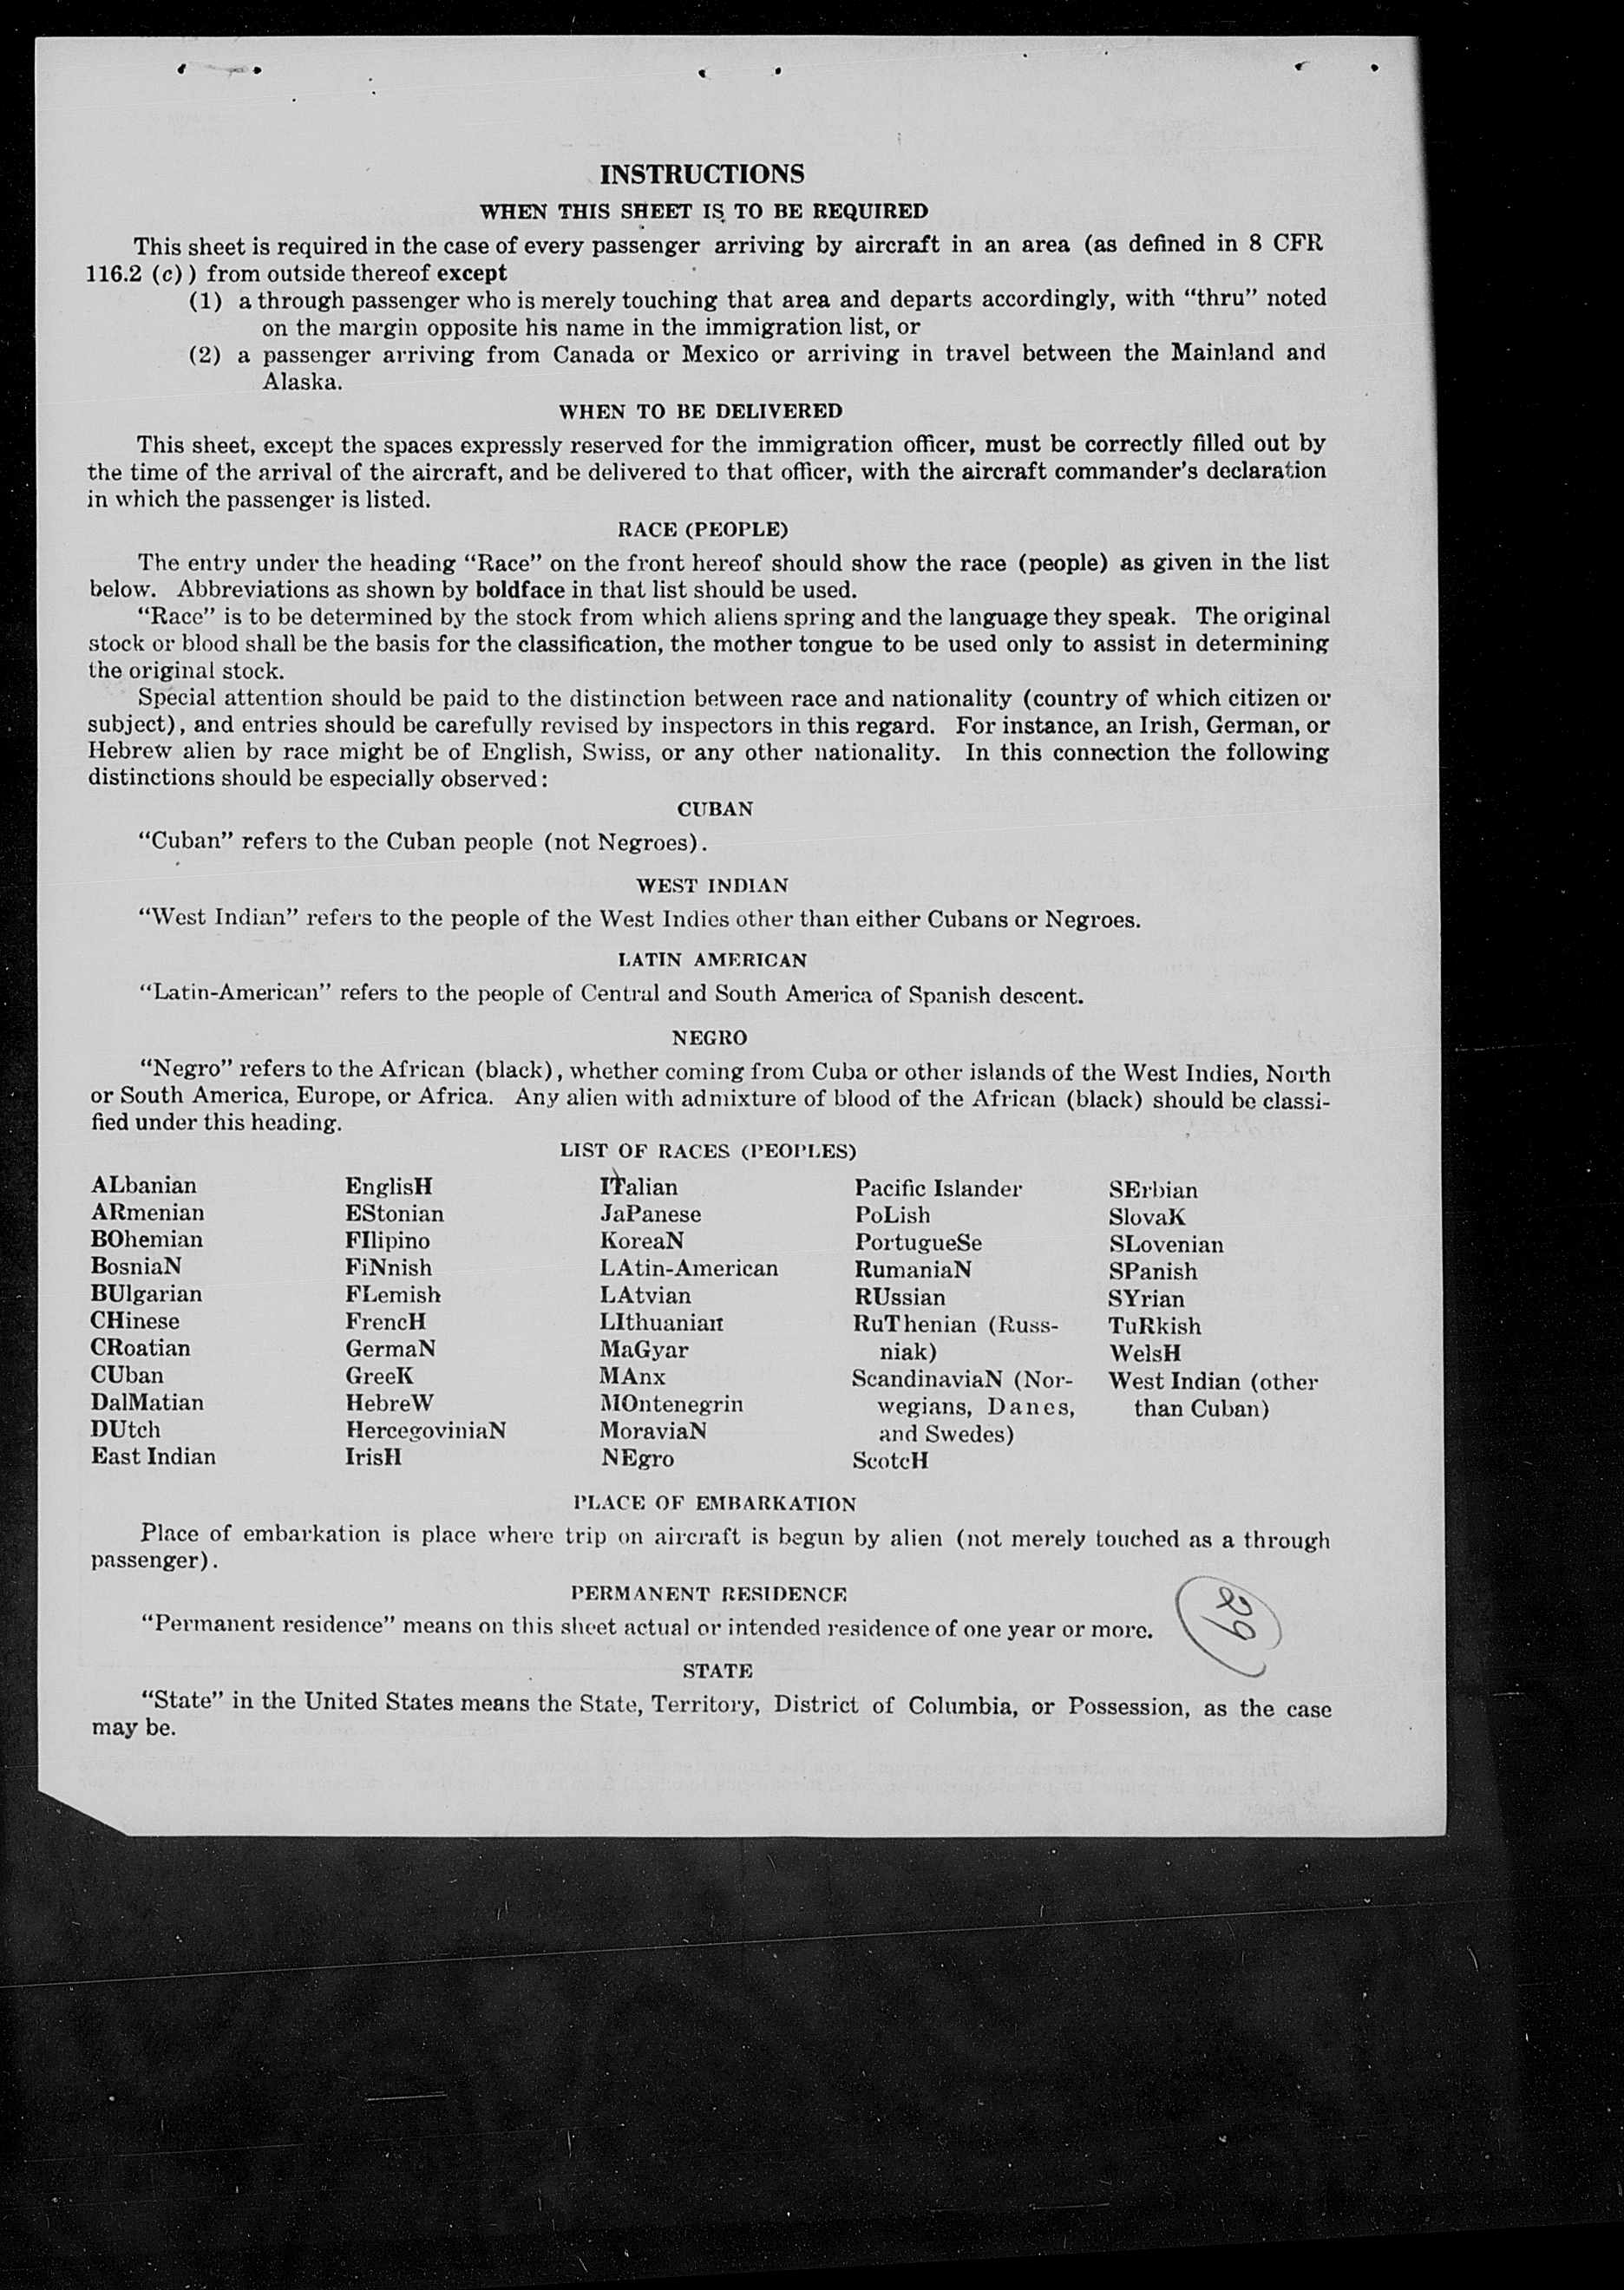 INSTRUCTIONS
WHEN THIS SHEET IS TO BE REQUIRED
This sheet is required in the case of every passenger arriving by aircraft in an area (as defined in 8 CFR
116.2 (c)) from outside thereof except
(1) a through passenger who is merely touching that area and departs accordingly, with “thru” noted
on the margin opposite his name in the immigration list, or
(2) a passenger arriving from Canada or Mexico or arriving in travel between the Mainland and
Alaska.
WHEN TO BE DELIVERED
This sheet, except the spaces expressly reserved for the immigration officer, must be correctly filled out by
the time of the arrival of the aircraft, and be delivered to that officer, with the aircraft commander’s declaration
in which the passenger is listed.
RACE (PEOPLE)
The entry under the heading “Race” on the front hereof should show the race (people) as given in the list
below. Abbreviations as shown by boldface in that list should be used.
“Race” is to be determined by the stock from which aliens spring and the language they speak. The original
stock or blood shall be the basis for the classification, the mother tongue to be used only to assist in determining
the original stock.
Special attention should be paid to the distinction between race and nationality (country of which citizen or
subject), and entries should be carefully revised by inspectors in this regard. For instance, an Irish, German, or
Hebrew alien by race might be of English, Swiss, or any other nationality. In this connection the following
distinctions should be especially observed:
CUBAN
“Cuban” refers to the Cuban people (not Negroes).
WEST INDIAN
“West Indian” refers to the people of the West Indies other than either Cubans or Negroes.
LATIN AMERICAN
“Latin-American” refers to the people of Central and South America of Spanish descent.
NEGRO
“Negro” refers to the African (black), whether coming from Cuba or other islands of the West Indies, North
or South America, Europe, or Africa. Any alien with admixture of blood of the African (black) should be classi-
fied under this heading.
LIST OF RACES (PEOPLES)
ALbanian
ARmenian
BOhemian
BosniaN
BUlgarian
CHinese
CRoatian
CUban
DalMatian
DUtch
East Indian
EnglisH
EStonian
FIlipino
FiNnish
FLemish
FrencH
GermaN
GreeK
HebreW
HercegoviniaN
IrisH
ITalian
JaPanese
KoreaN
LAtin-American
LAtvian
LIthuanian
MaGyar
MAnx
MOntenegrin
MoraviaN
NEgro
Pacific Islander
PoLish
PortugueSe
RumaniaN
RUssian
RuThenian (Russ-
niak)
ScandinaviaN (Nor-
wegians, Danes,
and Swedes)
ScotcH
SErbian
SlovaK
SLovenian
SPanish
SYrian
TuRkish
WelsH
West Indian (other
than Cuban)
PLACE OF EMBARKATION
Place of embarkation is place where trip on aircraft is begun by alien (not merely touched as a through
passenger).
PERMANENT RESIDENCE
“Permanent residence” means on this sheet actual or intended residence of one year or more.
29
STATE
“State” in the United States means the State, Territory, District of Columbia, or Possession, as the case
may be.